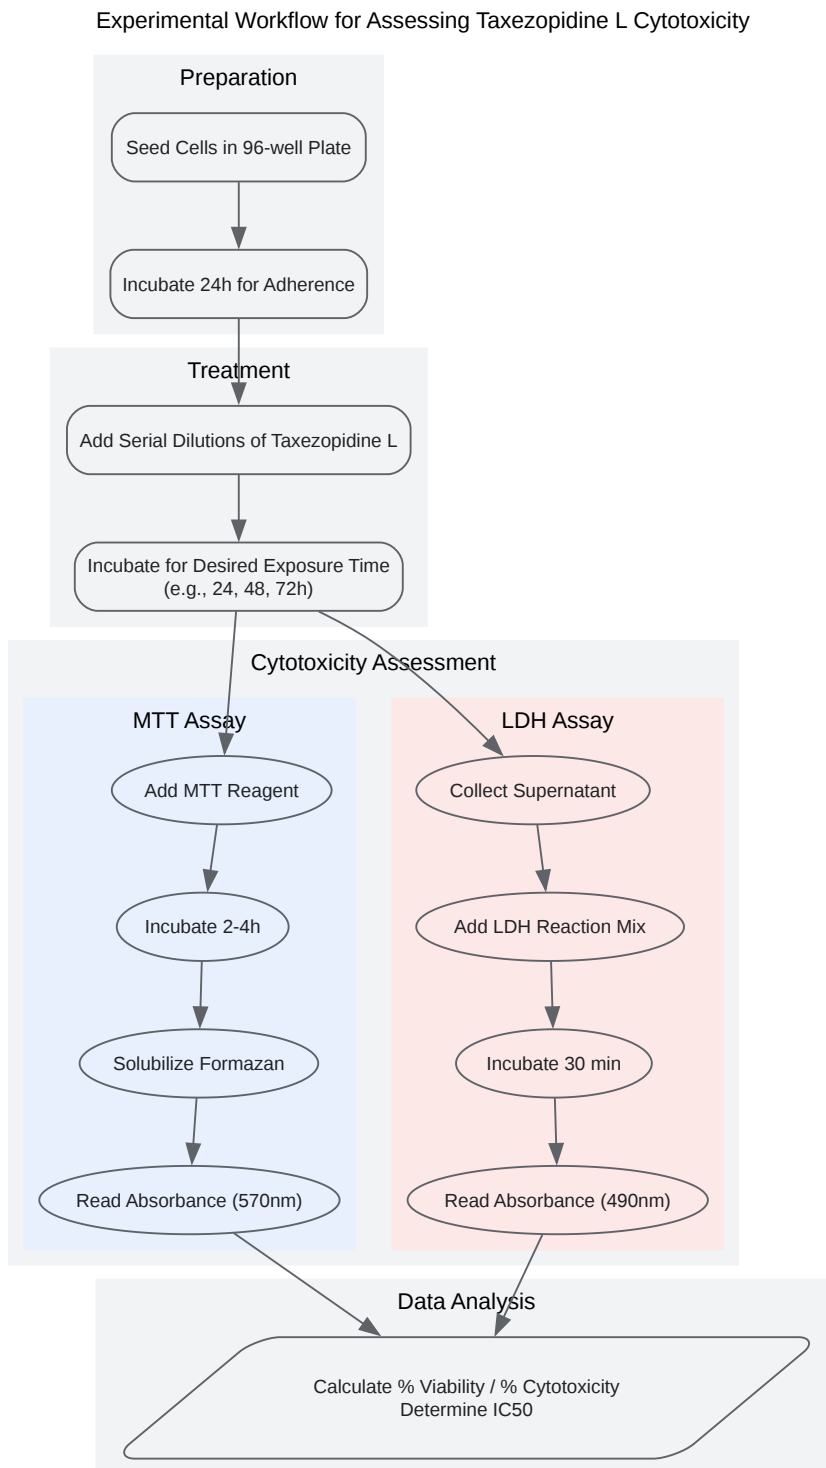 Experimental Workflow for Assessing Taxezopidine L Cytotoxicity
Preparation
Seed Cells in 96-well Plate
Incubate 24h for Adherence
Treatment
Add Serial Dilutions of Taxezopidine L
Incubate for Desired Exposure Time
(e.g., 24, 48, 72h)
Cytotoxicity Assessment
MTT Assay
Add MTT Reagent
Incubate 2-4h
Solubilize Formazan
Read Absorbance (570nm)
LDH Assay
Collect Supernatant
Add LDH Reaction Mix
Incubate 30 min
Read Absorbance (490nm)
Data Analysis
Calculate % Viability / % Cytotoxicity
Determine IC50